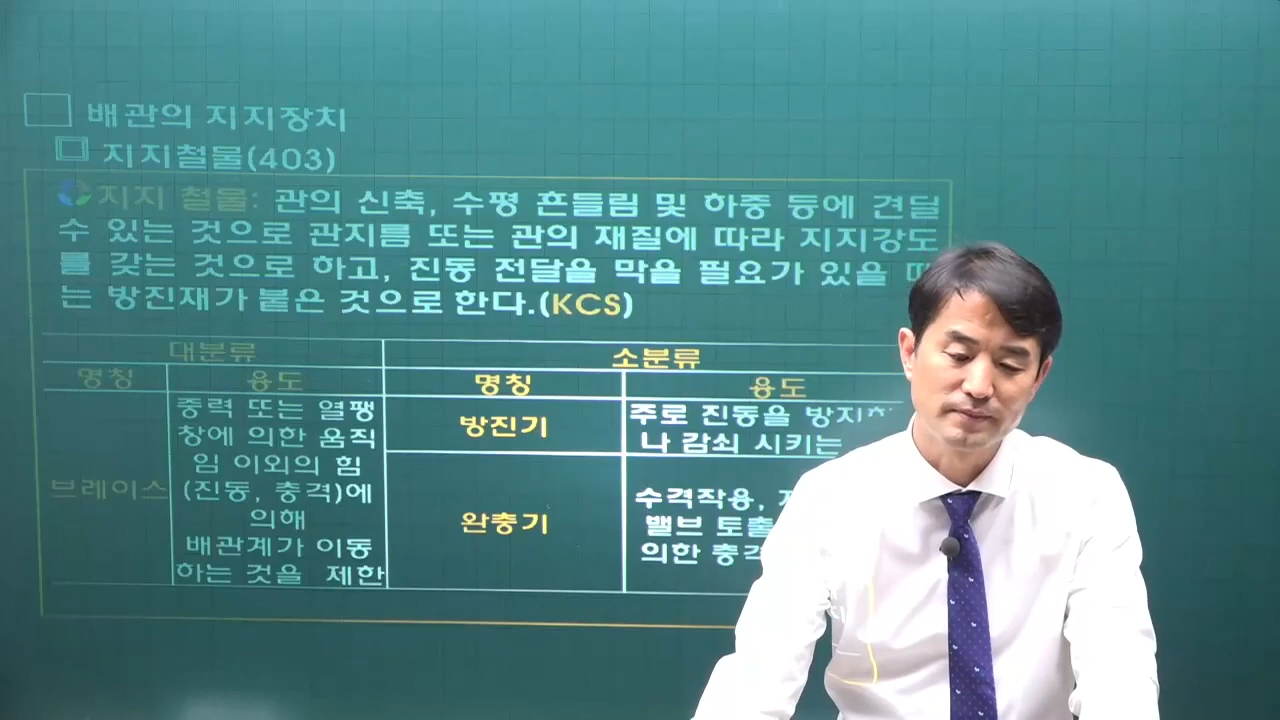 배관의 지지장치
지지철물(403)
지지 철물: 관의 신축, 수평 흔들림 및 하중 등에 견딜
수 있는 것으로 관지름 또는 관의 재질에 따라 지지강도
를 갖는 것으로 하고, 진동 전달을 막을 필요가 있을
는 방진재가 붙은 것으로 한다.(KCS)
대분류 소분류
명칭 용도 명칭 용도
브레이스
중력 또는 열팽
창에 의한 움직
임 이외의 힘
(진동, 충격)에
의해
배관계가 이동
하는 것을 제한
방진기
주로 진동을
나 감쇠 시키는
완충기
수격작용,
밸브 토출
의한 충격